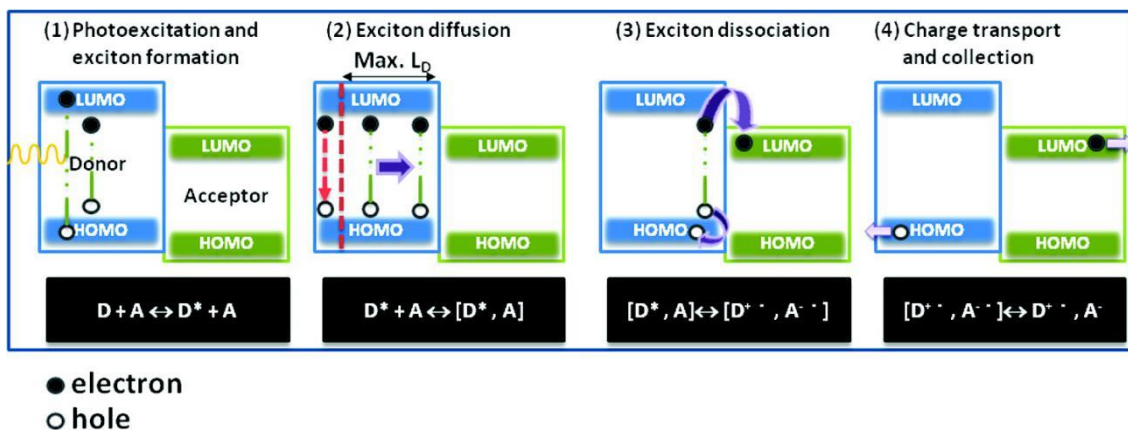 (1) Photoexcitation and
exciton formation
(2) Exciton diffusion
Max. L_D
(3) Exciton dissociation
(4) Charge transport
and collection
LUMO
Donor
HOMO
LUMO
Acceptor
HOMO
LUMO
HOMO
LUMO
HOMO
LUMO
HOMO
LUMO
HOMO
LUMO
HOMO
LUMO
HOMO
D + A ↔ D* + A
D* + A ↔ [D*, A]
[D*, A]↔[D⁺˙, A⁻˙]
[D⁺˙, A⁻˙]↔ D⁺˙, A⁻
electron
hole